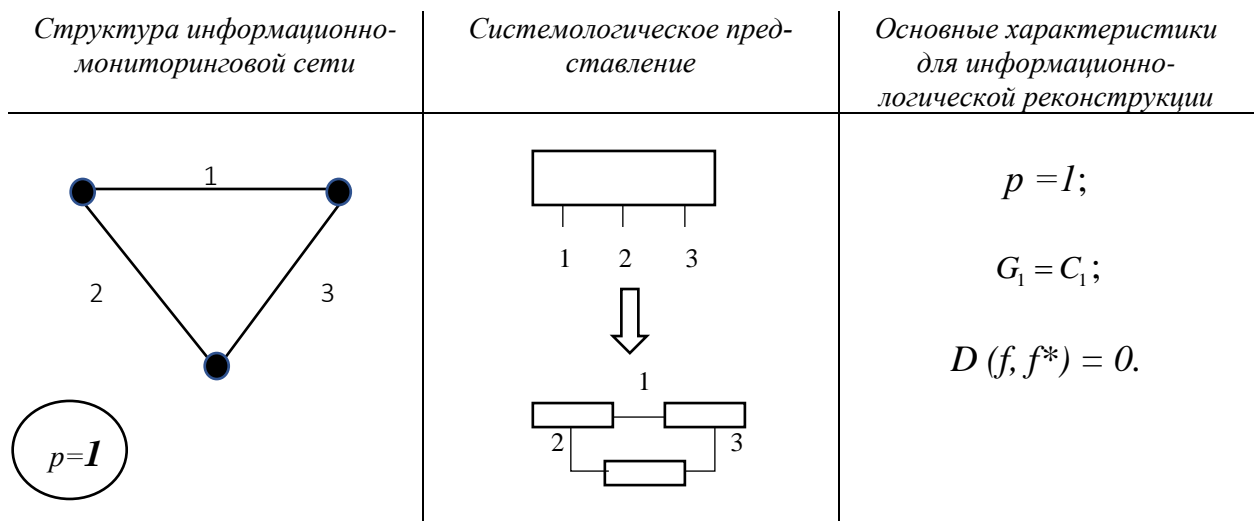 Структура информационно-
мониторинговой сети
Системологическое пред-
ставление
Основные характеристики
для информационно-
логической реконструкции
1
2
3
p=1
1 2 3
1
2 3
p =1;
G₁ = C₁;
D (f, f*) = 0.